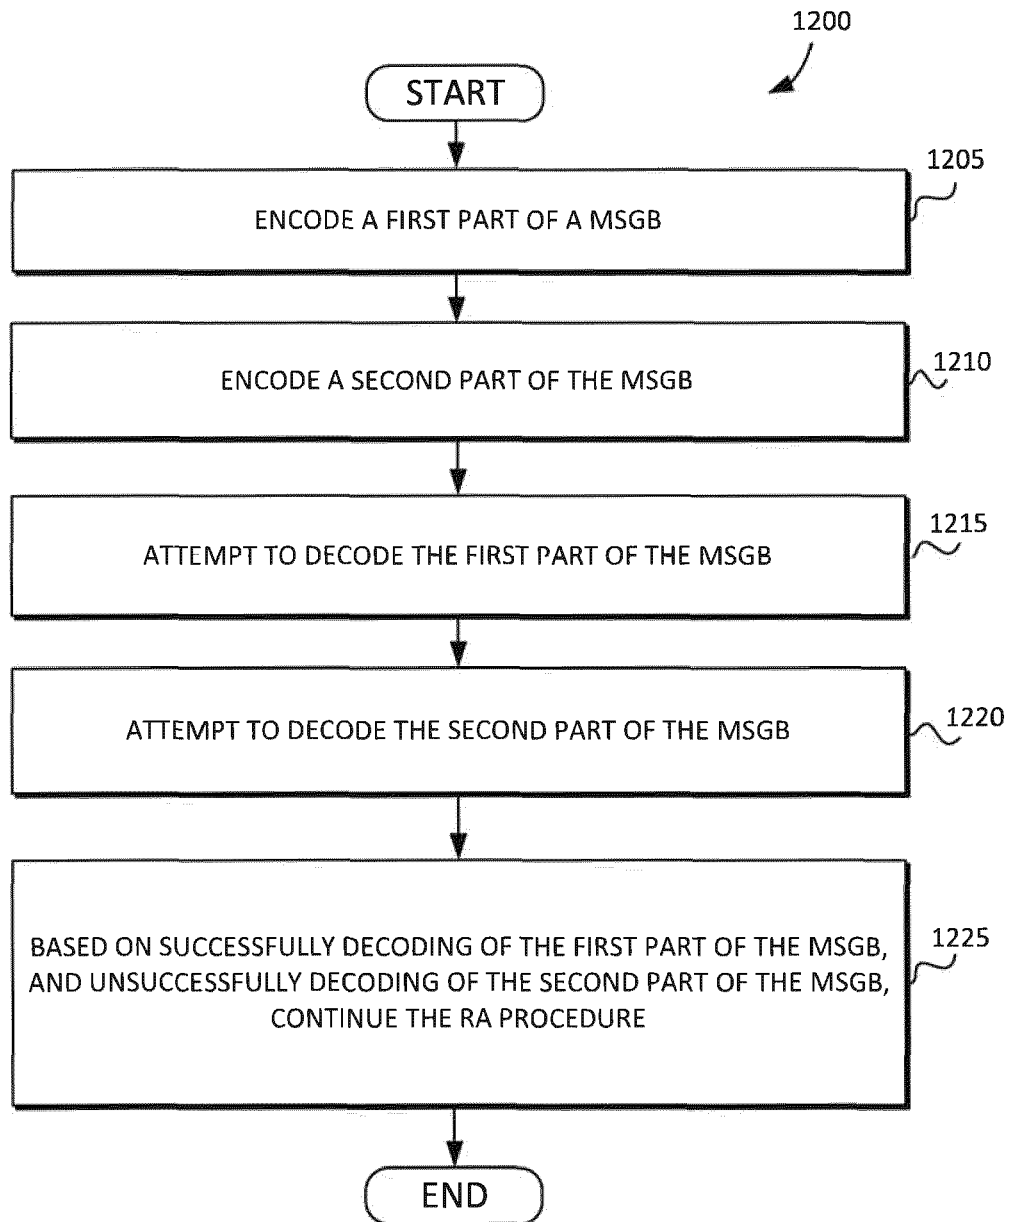 1200
START
1205
ENCODE A FIRST PART OF A MSGB
1210
ENCODE A SECOND PART OF THE MSGB
1215
ATTEMPT TO DECODE THE FIRST PART OF THE MSGB
1220
ATTEMPT TO DECODE THE SECOND PART OF THE MSGB
1225
BASED ON SUCCESSFULLY DECODING OF THE FIRST PART OF THE MSGB,
AND UNSUCCESSFULLY DECODING OF THE SECOND PART OF THE MSGB,
CONTINUE THE RA PROCEDURE
END